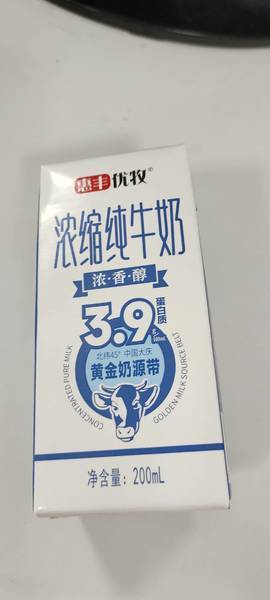 惠丰优牧®
浓缩纯牛奶
浓·香·醇
3.9
蛋白质
g/100mL
北纬45° 中国大庆
黄金奶源带
CONCENTRATED PURE MILK
GOLDEN MILK SOURCE BELT
净含量：200mL